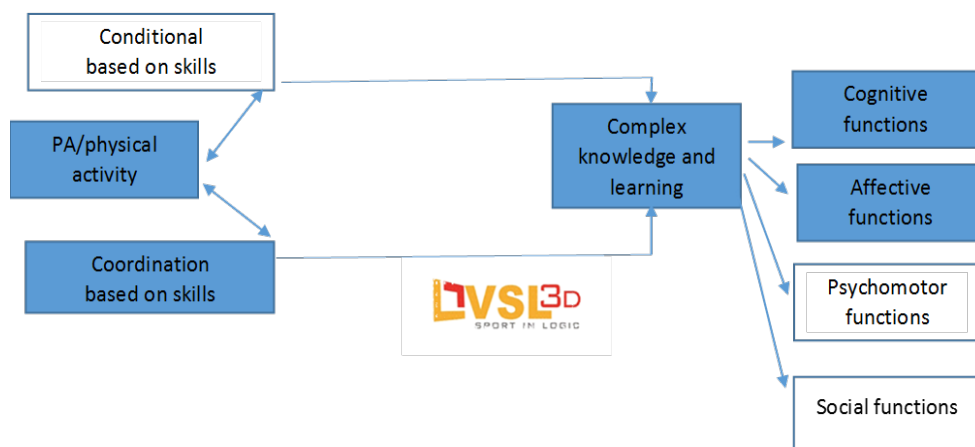 Conditional
based on skills
PA/physical
activity
Coordination
based on skills
Complex
knowledge and
learning
VSL3D
SPORT IN LOGIC
Cognitive
functions
Affective
functions
Psychomotor
functions
Social functions